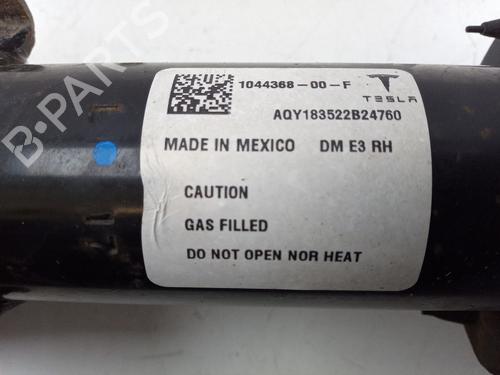 1044368-00-F
TESLA
AQY183522B24760
MADE IN MEXICO DM E3 RH
CAUTION
GAS FILLED
DO NOT OPEN NOR HEAT
B-PARTS